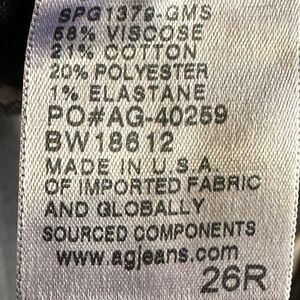 SPG1379-GMS
58% VISCOSE
21% COTTON
20% POLYESTER
1% ELASTANE
PO#AG-40259
BW18612
MADE IN U.S.A.
OF IMPORTED FABRIC
AND GLOBALLY
SOURCED COMPONENTS
www.agjeans.com
26R